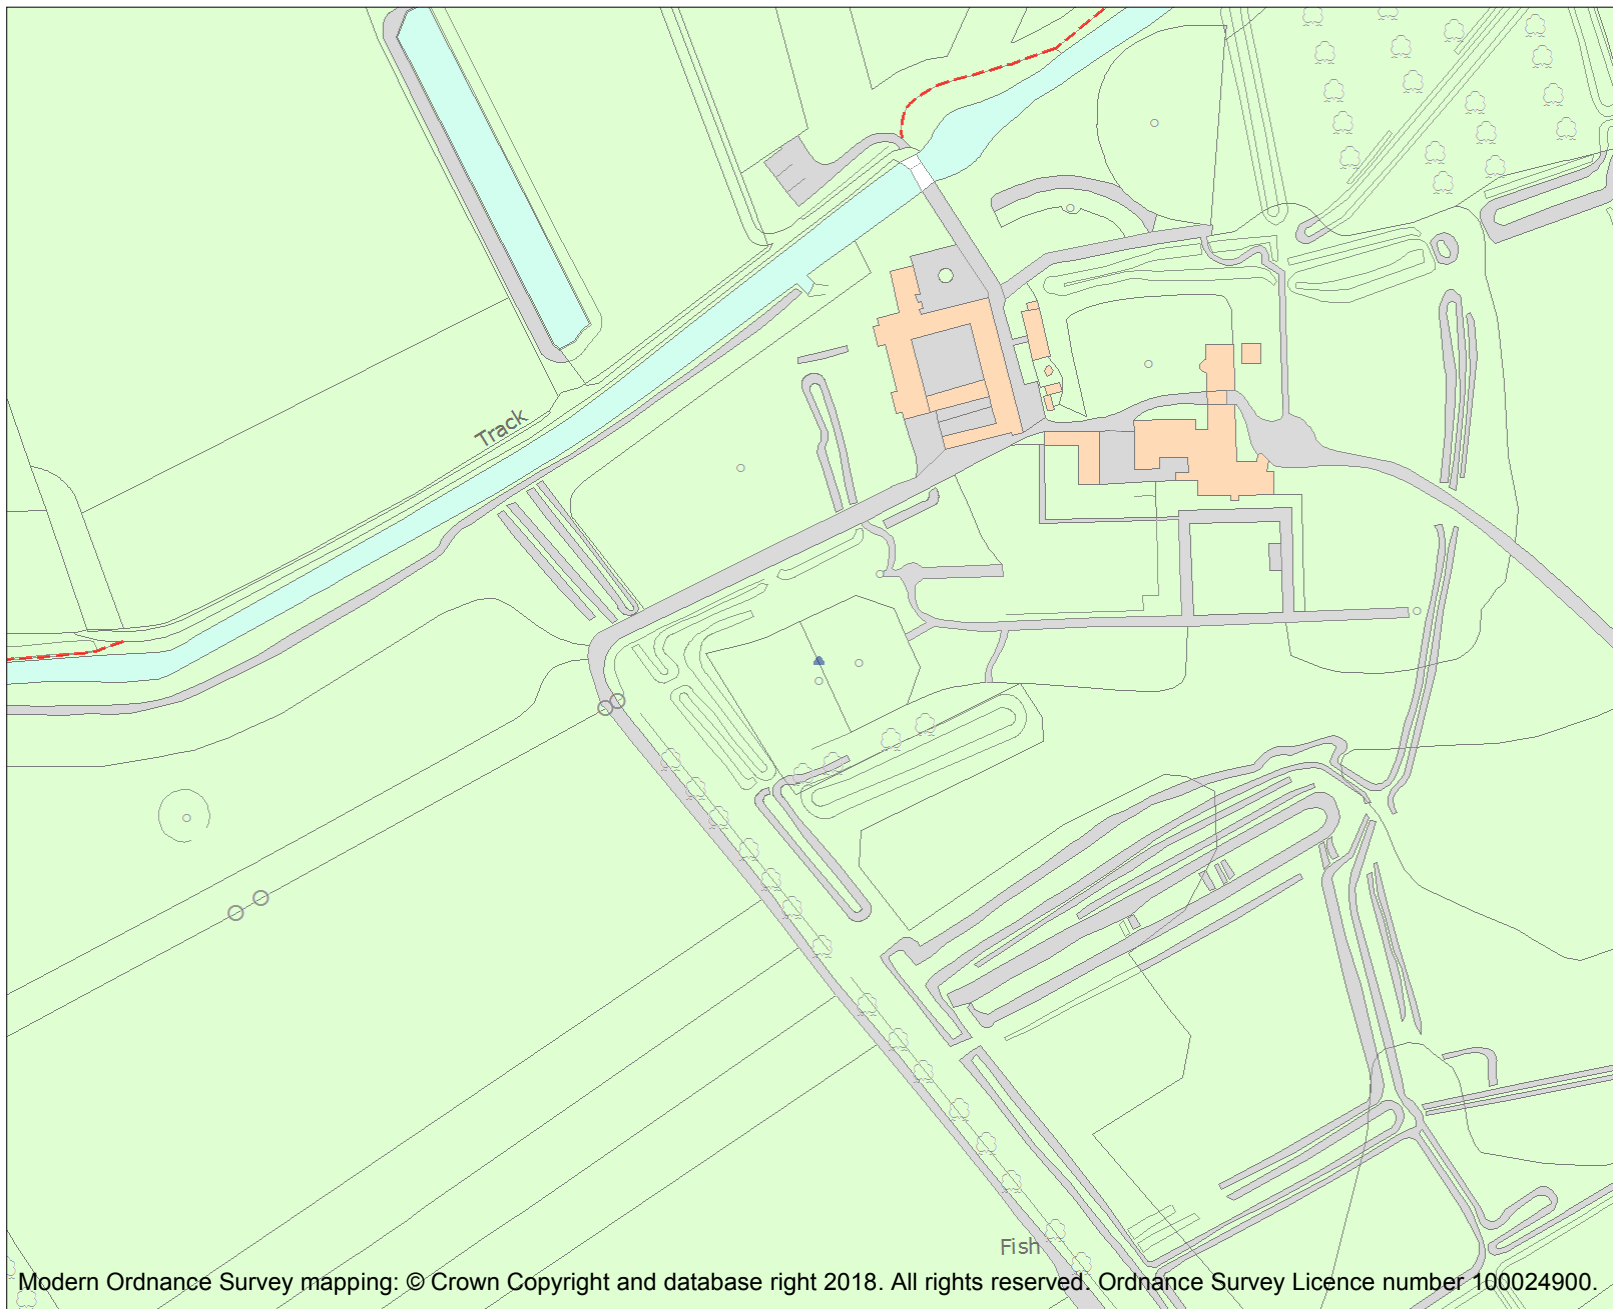 Track
Fish
Modern Ordnance Survey mapping: © Crown Copyright and database right 2018. All rights reserved. Ordnance Survey Licence number 100024900.